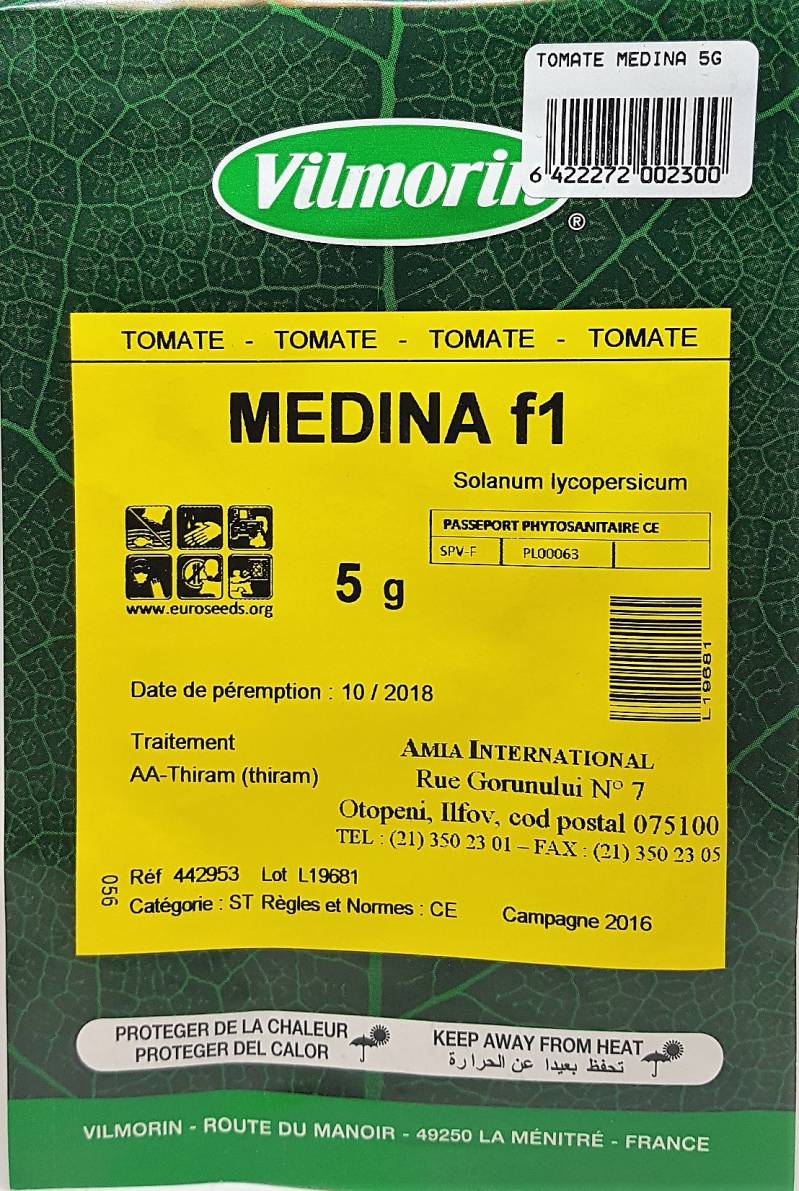 TOMATE MEDINA 5G
6 422272 002300
Vilmorin
®
TOMATE - TOMATE - TOMATE - TOMATE
MEDINA f1
Solanum lycopersicum
PASSEPORT PHYTOSANITAIRE CE
SPV-F PL00063
www.euroseeds.org
5 g
L19681
Date de péremption : 10 / 2018
Traitement
AA-Thiram (thiram)
AMIA INTERNATIONAL
Rue Gorunului N° 7
Otopeni, Ilfov, cod postal 075100
TEL : (21) 350 23 01 – FAX : (21) 350 23 05
056
Réf 442953 Lot L19681
Catégorie : ST Règles et Normes : CE
Campagne 2016
PROTEGER DE LA CHALEUR
PROTEGER DEL CALOR
KEEP AWAY FROM HEAT
تحفظ بعيدا عن الحرارة
VILMORIN - ROUTE DU MANOIR - 49250 LA MÉNITRÉ - FRANCE